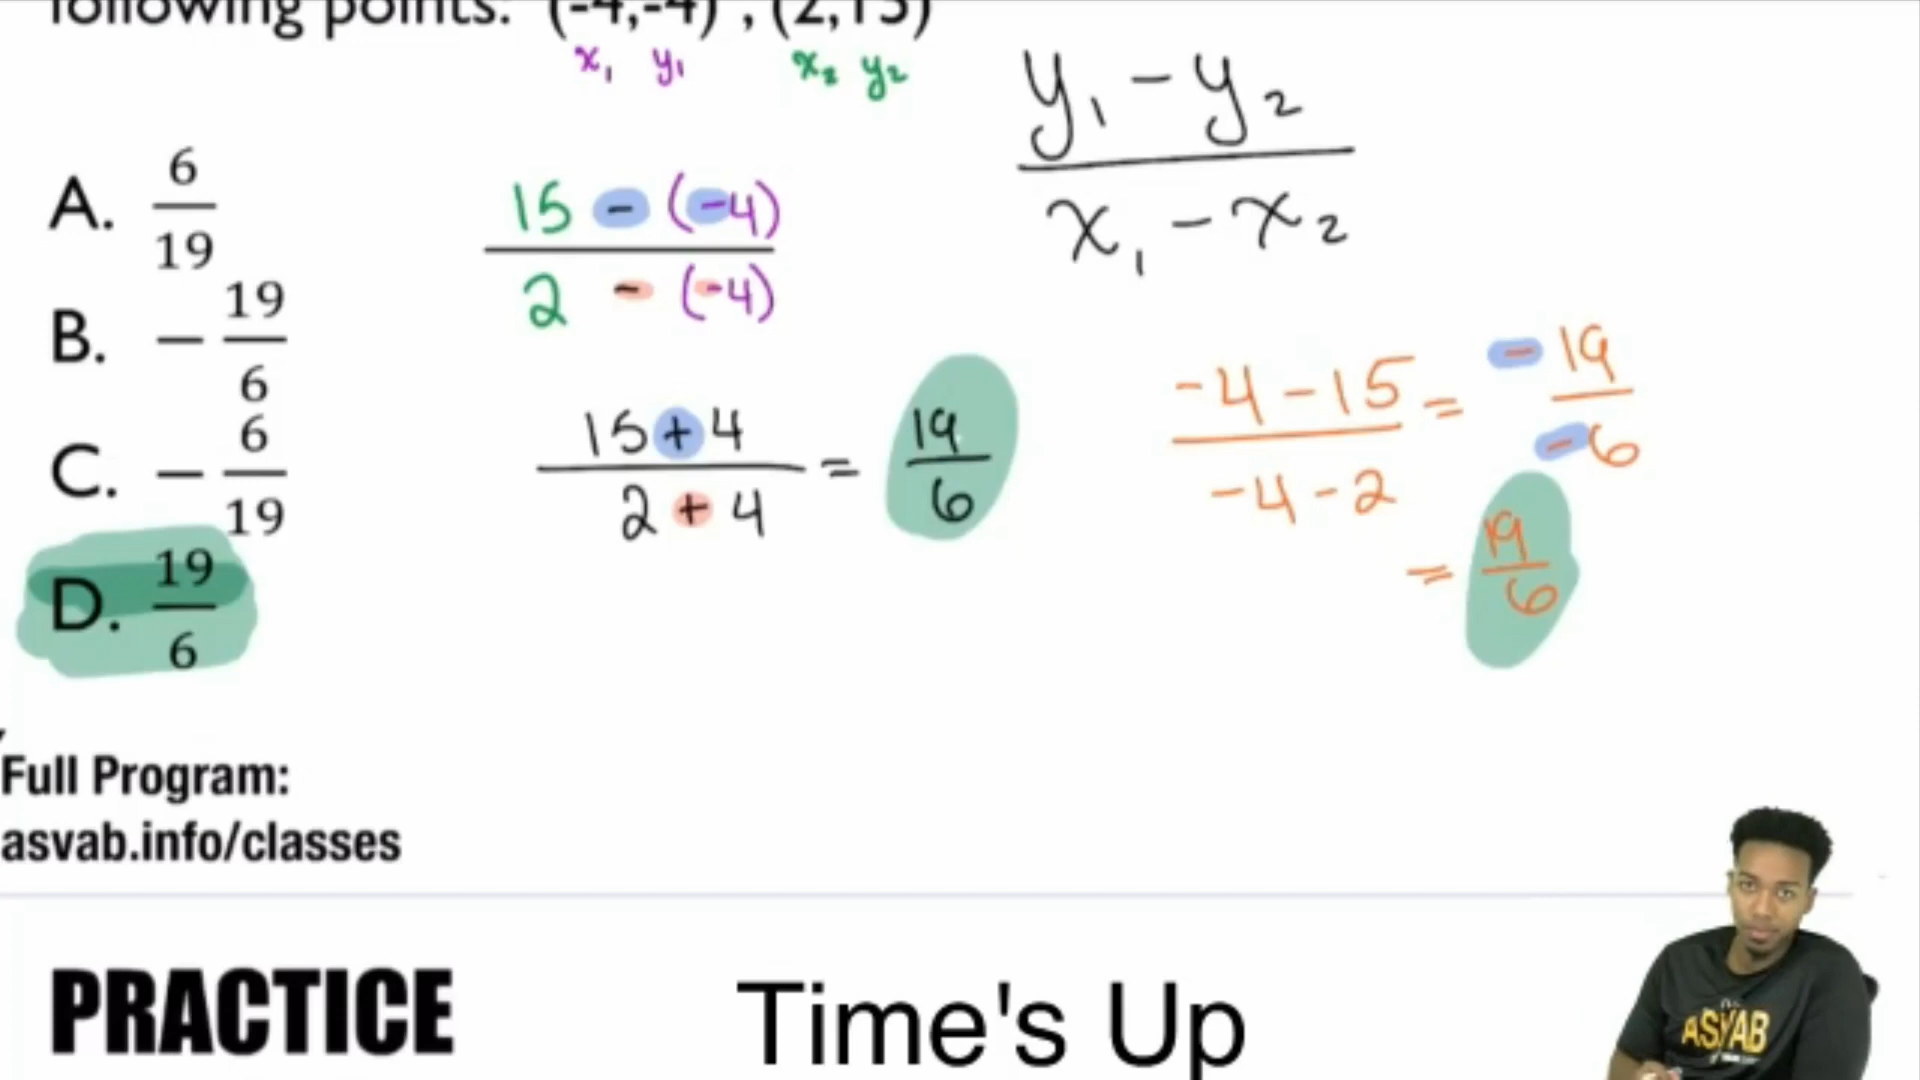 following points: (-4,-4) , (2,15)
x₁ y₁ x₂ y₂
A. 6/19
B. − 19/6
C. − 6/19
D. 19/6
15 - (-4)
2 - (-4)
15 + 4
2 + 4
= 19/6
y₁ - y₂
x₁ - x₂
-4 - 15
-4 - 2
= -19/-6
= 19/6
Full Program:
asvab.info/classes
PRACTICE
Time's Up
ASVAB